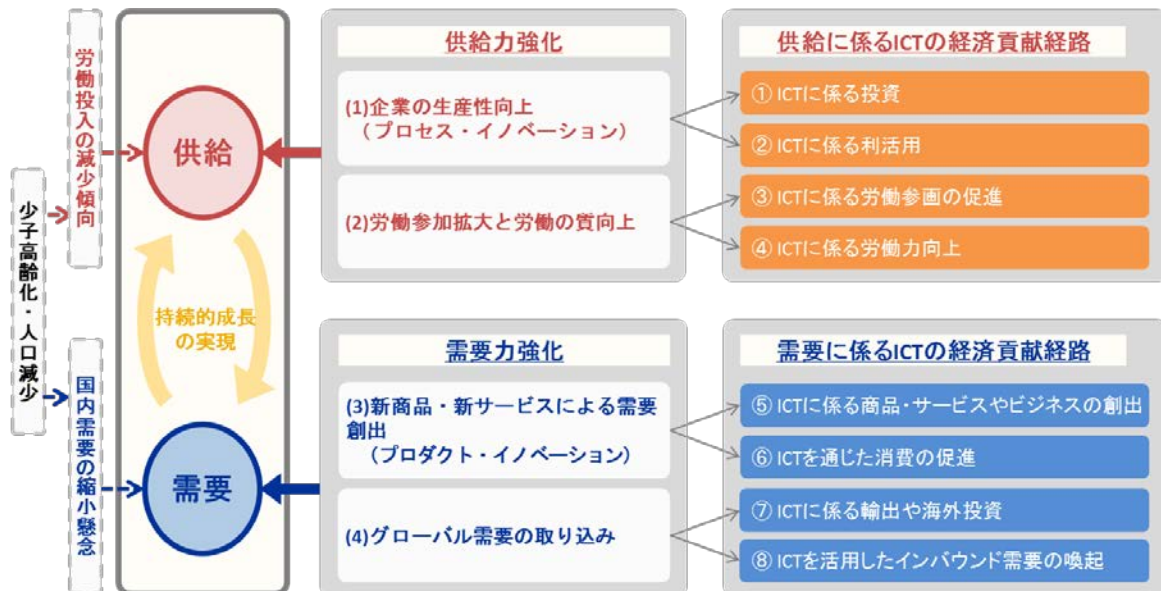 少子高齢化・人口減少
労働投入の減少傾向
国内需要の縮小懸念
供給
持続的成長
の実現
需要
供給力強化
(1)企業の生産性向上
(プロセス・イノベーション)
(2)労働参加拡大と労働の質向上
供給に係るICTの経済貢献経路
① ICTに係る投資
② ICTに係る利活用
③ ICTに係る労働参画の促進
④ ICTに係る労働力向上
需要力強化
(3)新商品・新サービスによる需要
創出
(プロダクト・イノベーション)
(4)グローバル需要の取り込み
需要に係るICTの経済貢献経路
⑤ ICTに係る商品・サービスやビジネスの創出
⑥ ICTを通じた消費の促進
⑦ ICTに係る輸出や海外投資
⑧ ICTを活用したインバウンド需要の喚起